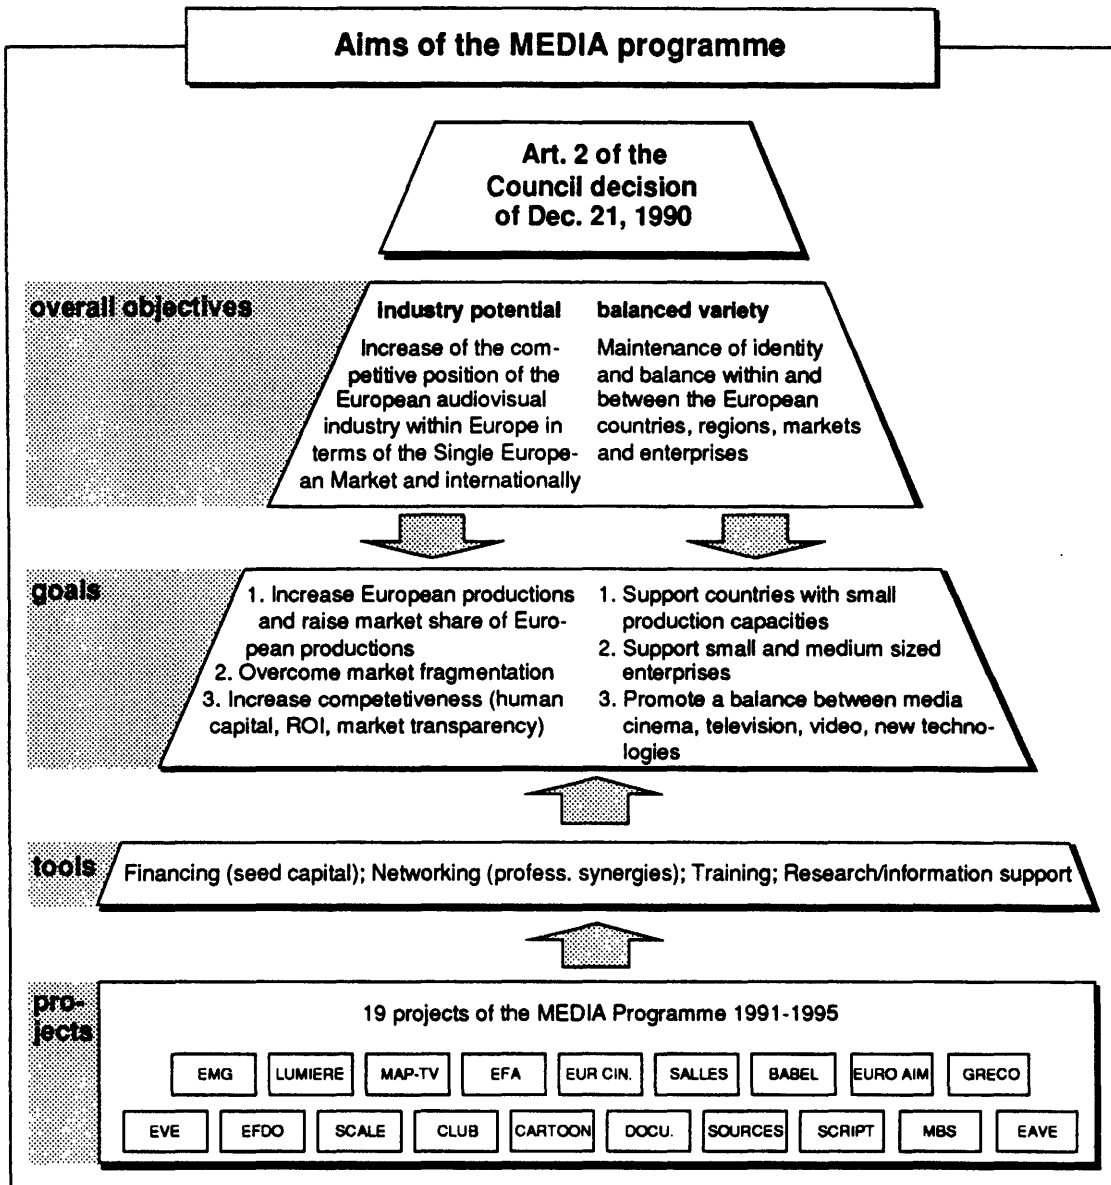 Aims of the MEDIA programme
Art. 2 of the
Council decision
of Dec. 21, 1990
overall objectives
industry potential
Increase of the com-
petitive position of the
European audiovisual
industry within Europe in
terms of the Single Europe-
an Market and internationally
balanced variety
Maintenance of identity
and balance within and
between the European
countries, regions, markets
and enterprises
goals
1. Increase European productions
and raise market share of Euro-
pean productions
2. Overcome market fragmentation
3. Increase competetiveness (human
capital, ROI, market transparency)
1. Support countries with small
production capacities
2. Support small and medium sized
enterprises
3. Promote a balance between media
cinema, television, video, new techno-
logies
tools
Financing (seed capital); Networking (profess. synergies); Training; Research/information support
pro-
jects
19 projects of the MEDIA Programme 1991-1995
EMG LUMIERE MAP-TV EFA EUR CIN. SALLES BABEL EURO AIM GRECO
EVE EFDO SCALE CLUB CARTOON DOCU. SOURCES SCRIPT MBS EAVE